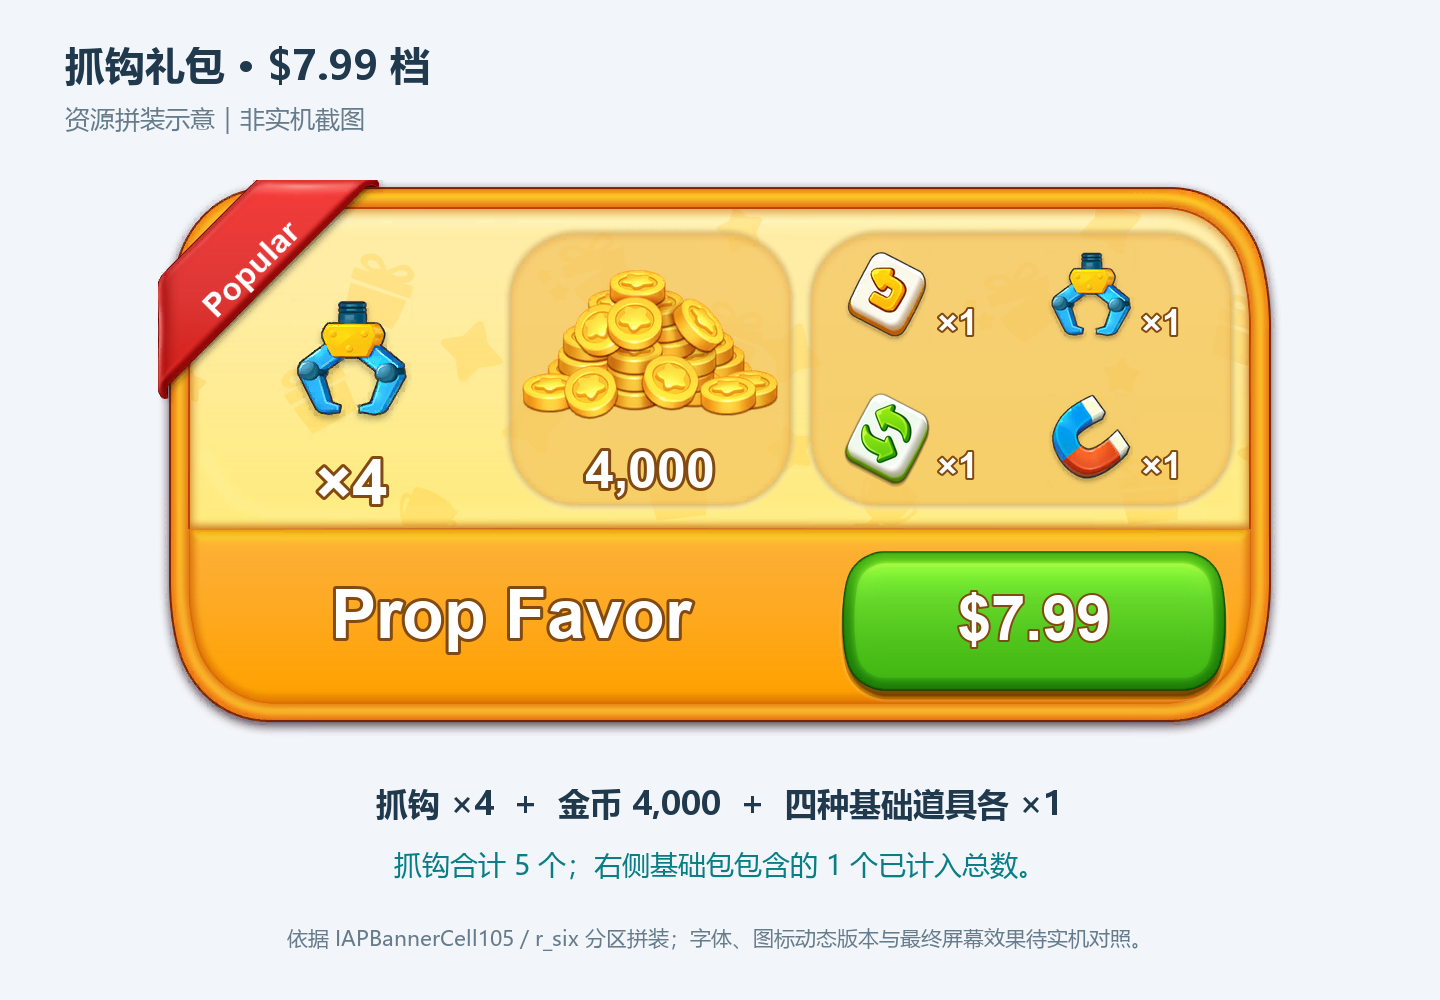 抓钩礼包 • $7.99 档
资源拼装示意 | 非实机截图
Popular
×4
4,000
×1
×1
×1
×1
Prop Favor
$7.99
抓钩 ×4 + 金币 4,000 + 四种基础道具各 ×1
抓钩合计 5 个；右侧基础包包含的 1 个已计入总数。
依据 IAPBannerCell105 / r_six 分区拼装；字体、图标动态版本与最终屏幕效果待实机对照。